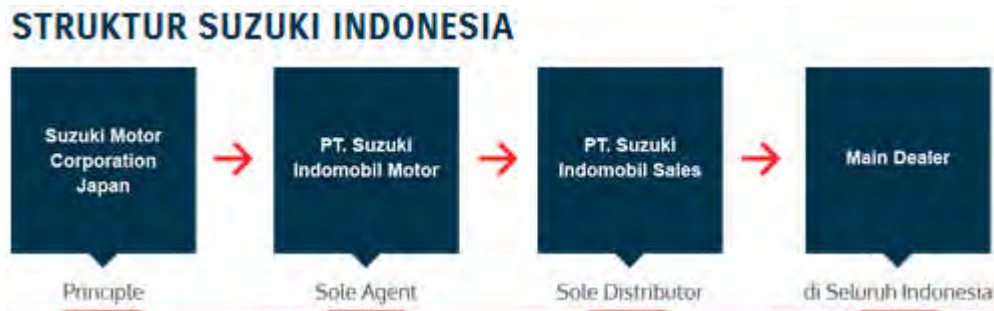 STRUKTUR SUZUKI INDONESIA
Suzuki Motor
Corporation
Japan
PT. Suzuki
Indomobil Motor
PT. Suzuki
Indomobil Sales
Main Dealer
Principle
Sole Agent
Sole Distributor
di Seluruh Indonesia